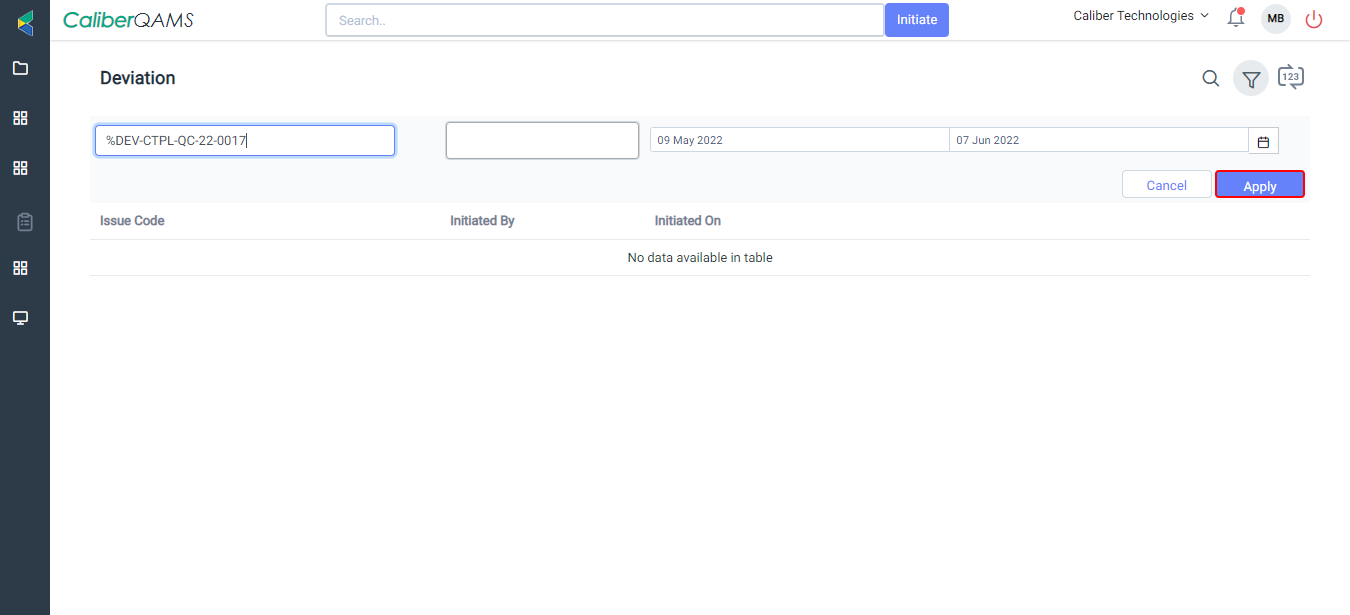 CaliberQAMS
Search..
Initiate
Caliber Technologies
MB
Deviation
123
%DEV-CTPL-QC-22-0017
09 May 2022
07 Jun 2022
Cancel
Apply
Issue Code
Initiated By
Initiated On
No data available in table